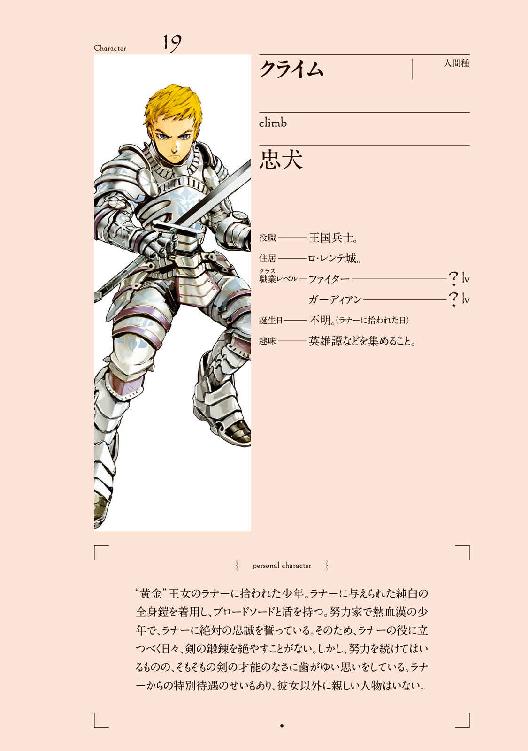 Character 19
クライム 人間種
climb
忠犬
役職 王国兵士。
住居 ロ・レンテ城。
職業レベル クラス ファイター ? lv
ガーディアン ? lv
誕生日 不明。(ラナーに拾われた日)
趣味 英雄譚などを集めること。
personal character
“黄金”王女のラナーに拾われた少年。ラナーに与えられた純白の
全身鎧を着用し、ブロードソードと盾を持つ。努力家で熱血漢の少
年で、ラナーに絶対の忠誠を誓っている。そのため、ラナーの役に立
つべく日々、剣の鍛錬を絶やすことがない。しかし、努力を続けてはい
るものの、そもそもの剣の才能のなさに歯がゆい思いをしている。ラナ
ーからの特別待遇のせいもあり、彼女以外に親しい人物はいない。